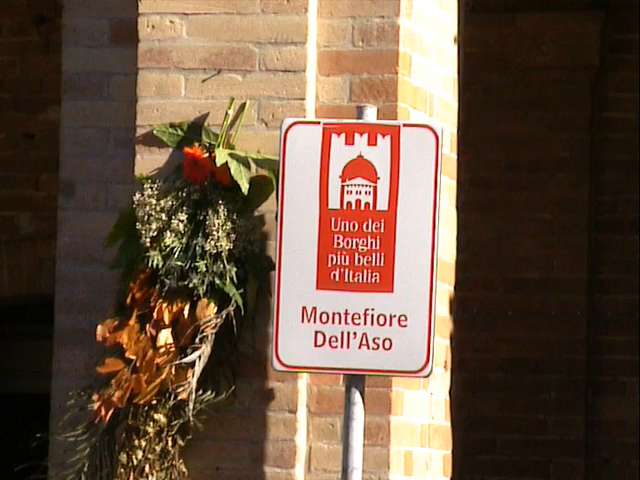 Uno dei
Borghi
più belli
d'Italia
Montefiore
Dell'Aso